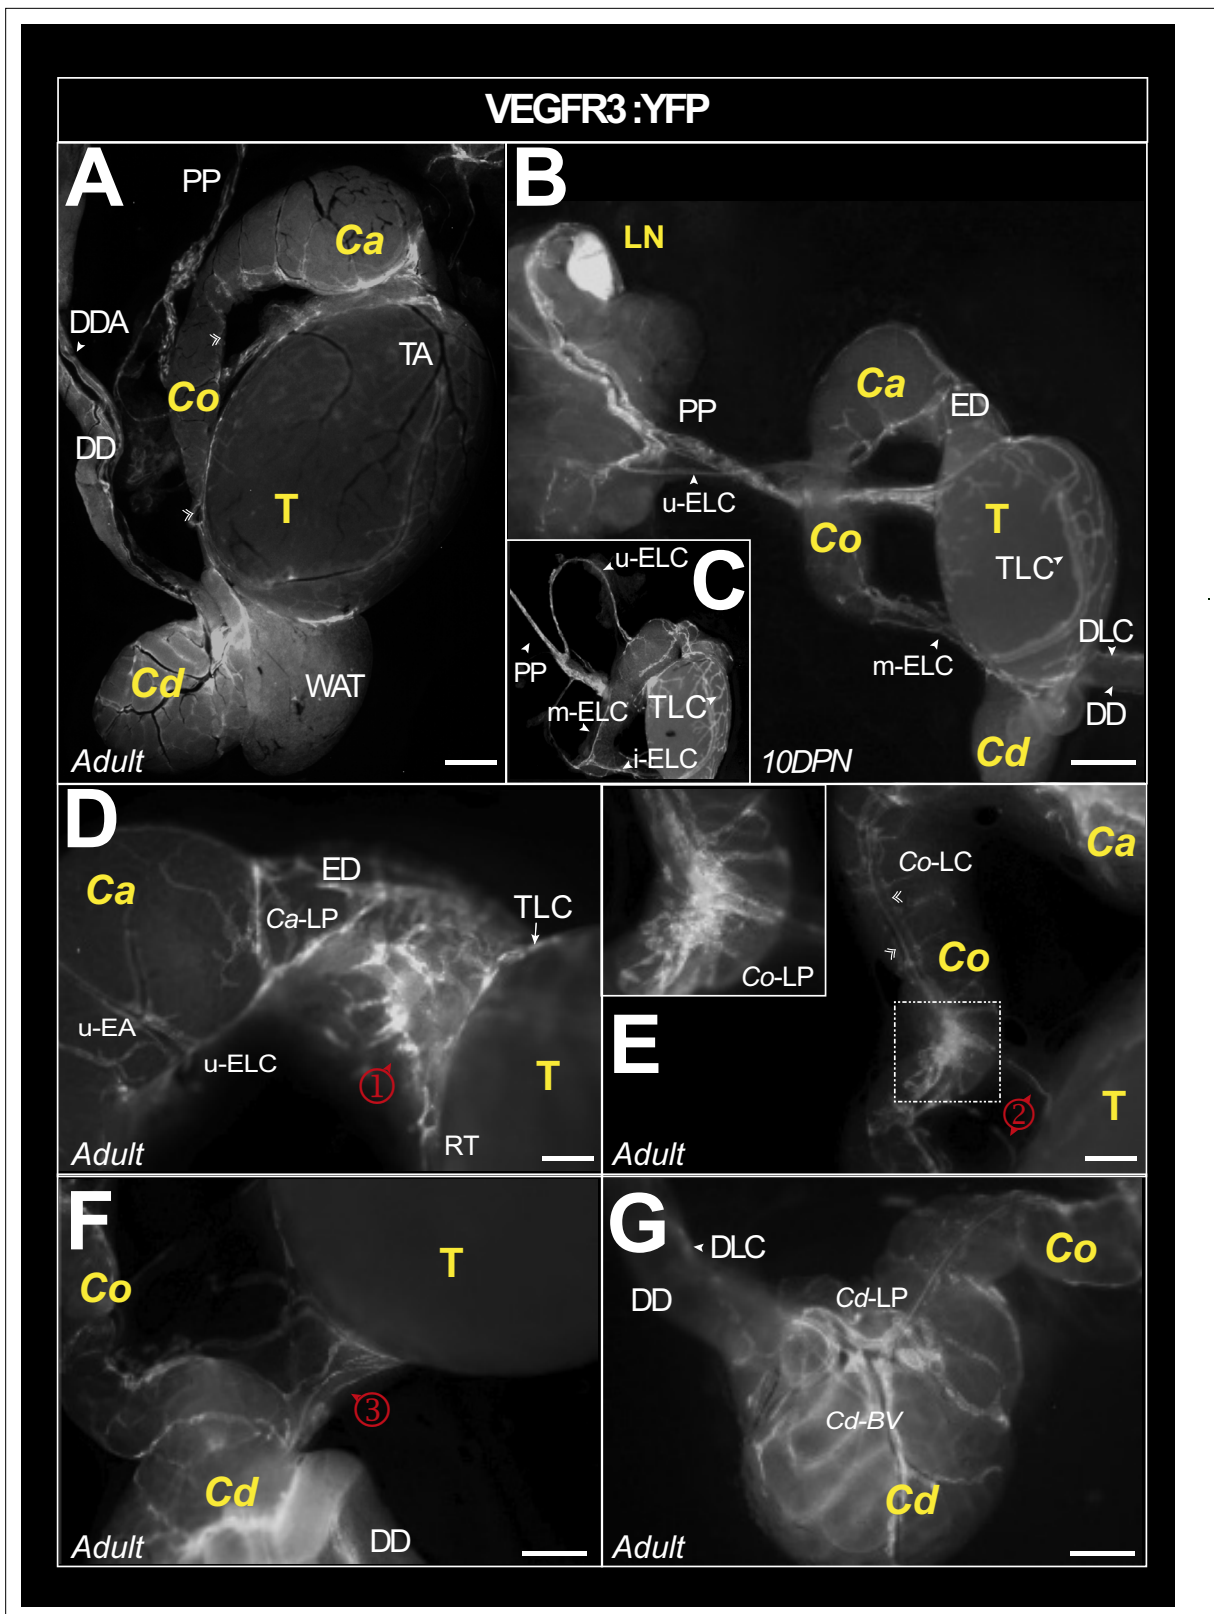 VEGFR3 :YFP
A
PP
Ca
DDA
TA
Co
DD
T
Cd
WAT
Adult
B
LN
Ca
PP
ED
u-ELC
Co
T
TLC
DLC
m-ELC
DD
Cd
10DPN
C
u-ELC
PP
m-ELC
TLC
i-ELC
D
Ca
ED
Ca-LP
TLC
u-EA
u-ELC
1
T
RT
Adult
E
Co-LP
Ca
Co-LC
Co
2
T
Adult
F
T
Co
3
Cd
DD
Adult
G
DLC
Co
DD
Cd-LP
Cd-BV
Cd
Adult